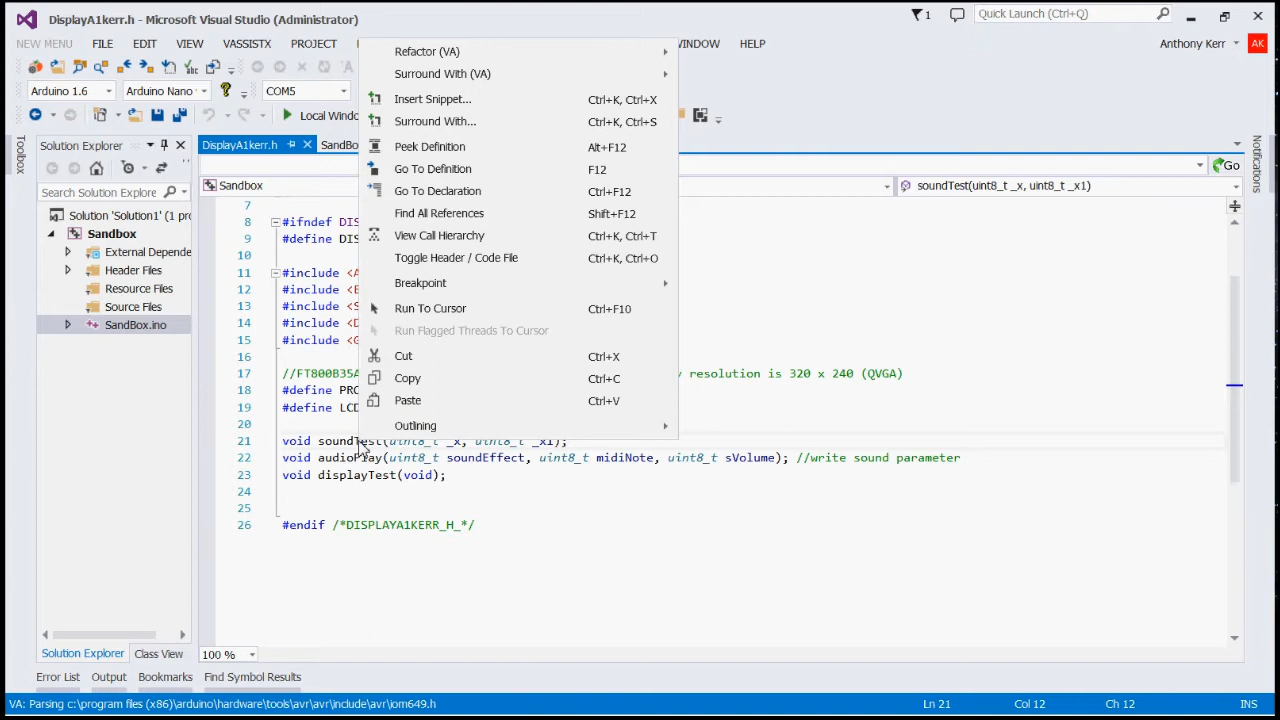 DisplayA1kerr.h - Microsoft Visual Studio (Administrator)
1
Quick Launch (Ctrl+Q)
NEW MENU FILE EDIT VIEW VASSISTX PROJECT
WINDOW HELP
Anthony Kerr AK
Arduino 1.6
Arduino Nano
COM5
Local Windo
Toolbox
Solution Explorer
Search Solution Explore
Solution 'Solution1' (1 pro
Sandbox
External Depende
Header Files
Resource Files
Source Files
SandBox.ino
Solution Explorer Class View
DisplayA1kerr.h
SandBo
Go
Sandbox
soundTest(uint8_t _x, uint8_t _x1)
7
8 #ifndef DIS
9 #define DIS
10
11 #include <A
12 #include <E
13 #include <S
14 #include <D
15 #include <G
16
17 //FT800B35A y resolution is 320 x 240 (QVGA)
18 #define PRO
19 #define LCD
20
21 void soundTest(uint8_t _x, uint8_t _x1);
22 void audioPlay(uint8_t soundEffect, uint8_t midiNote, uint8_t sVolume); //write sound parameter
23 void displayTest(void);
24
25
26 #endif /*DISPLAYA1KERR_H_*/
Refactor (VA)
Surround With (VA)
Insert Snippet... Ctrl+K, Ctrl+X
Surround With... Ctrl+K, Ctrl+S
Peek Definition Alt+F12
Go To Definition F12
Go To Declaration Ctrl+F12
Find All References Shift+F12
View Call Hierarchy Ctrl+K, Ctrl+T
Toggle Header / Code File Ctrl+K, Ctrl+O
Breakpoint
Run To Cursor Ctrl+F10
Run Flagged Threads To Cursor
Cut Ctrl+X
Copy Ctrl+C
Paste Ctrl+V
Outlining
Notifications
100 %
Error List Output Bookmarks Find Symbol Results
VA: Parsing c:\program files (x86)\arduino\hardware\tools\avr\avr\include\avr\iom649.h
Ln 21 Col 12 Ch 12 INS